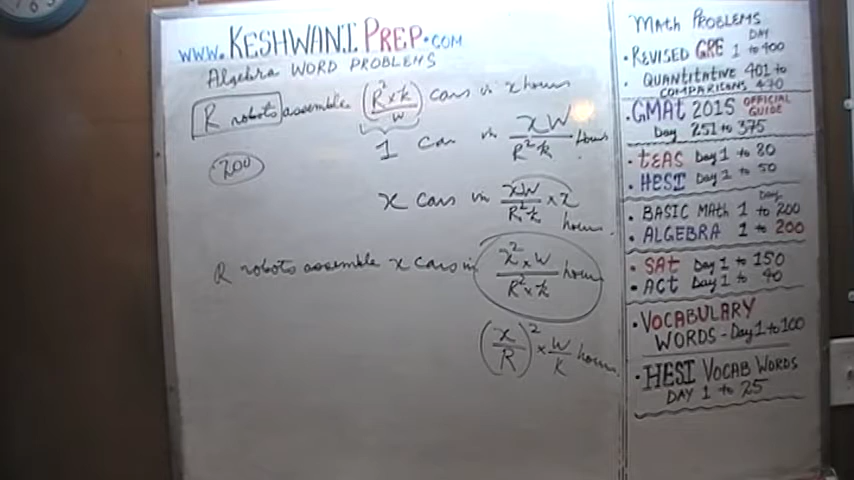 www.KESHWANI PREP.COM
Algebra WORD PROBLEMS
R robots assemble (R² x k / W) cars in x hours
1 car in xW / R² k hours
200
x cars in xW / R² k x x hours
R robots assemble x cars in x² x W / R² x k hours
(x / R)² x W / k hours
MATH PROBLEMS
DAY
• REVISED GRE 1 to 400
• QUANTITATIVE 401 to
COMPARISONS 470
• GMAT 2015 OFFICIAL GUIDE
Day 251 to 375
• TEAS Day 1 to 80
• HESI Day 1 to 50
Day
• BASIC MATH 1 to 200
• ALGEBRA 1 to 200
• SAT Day 1 to 150
• ACT Day 1 to 90
• VOCABULARY
WORDS - Day 1 to 100
• HESI VOCAB WORDS
DAY 1 to 25